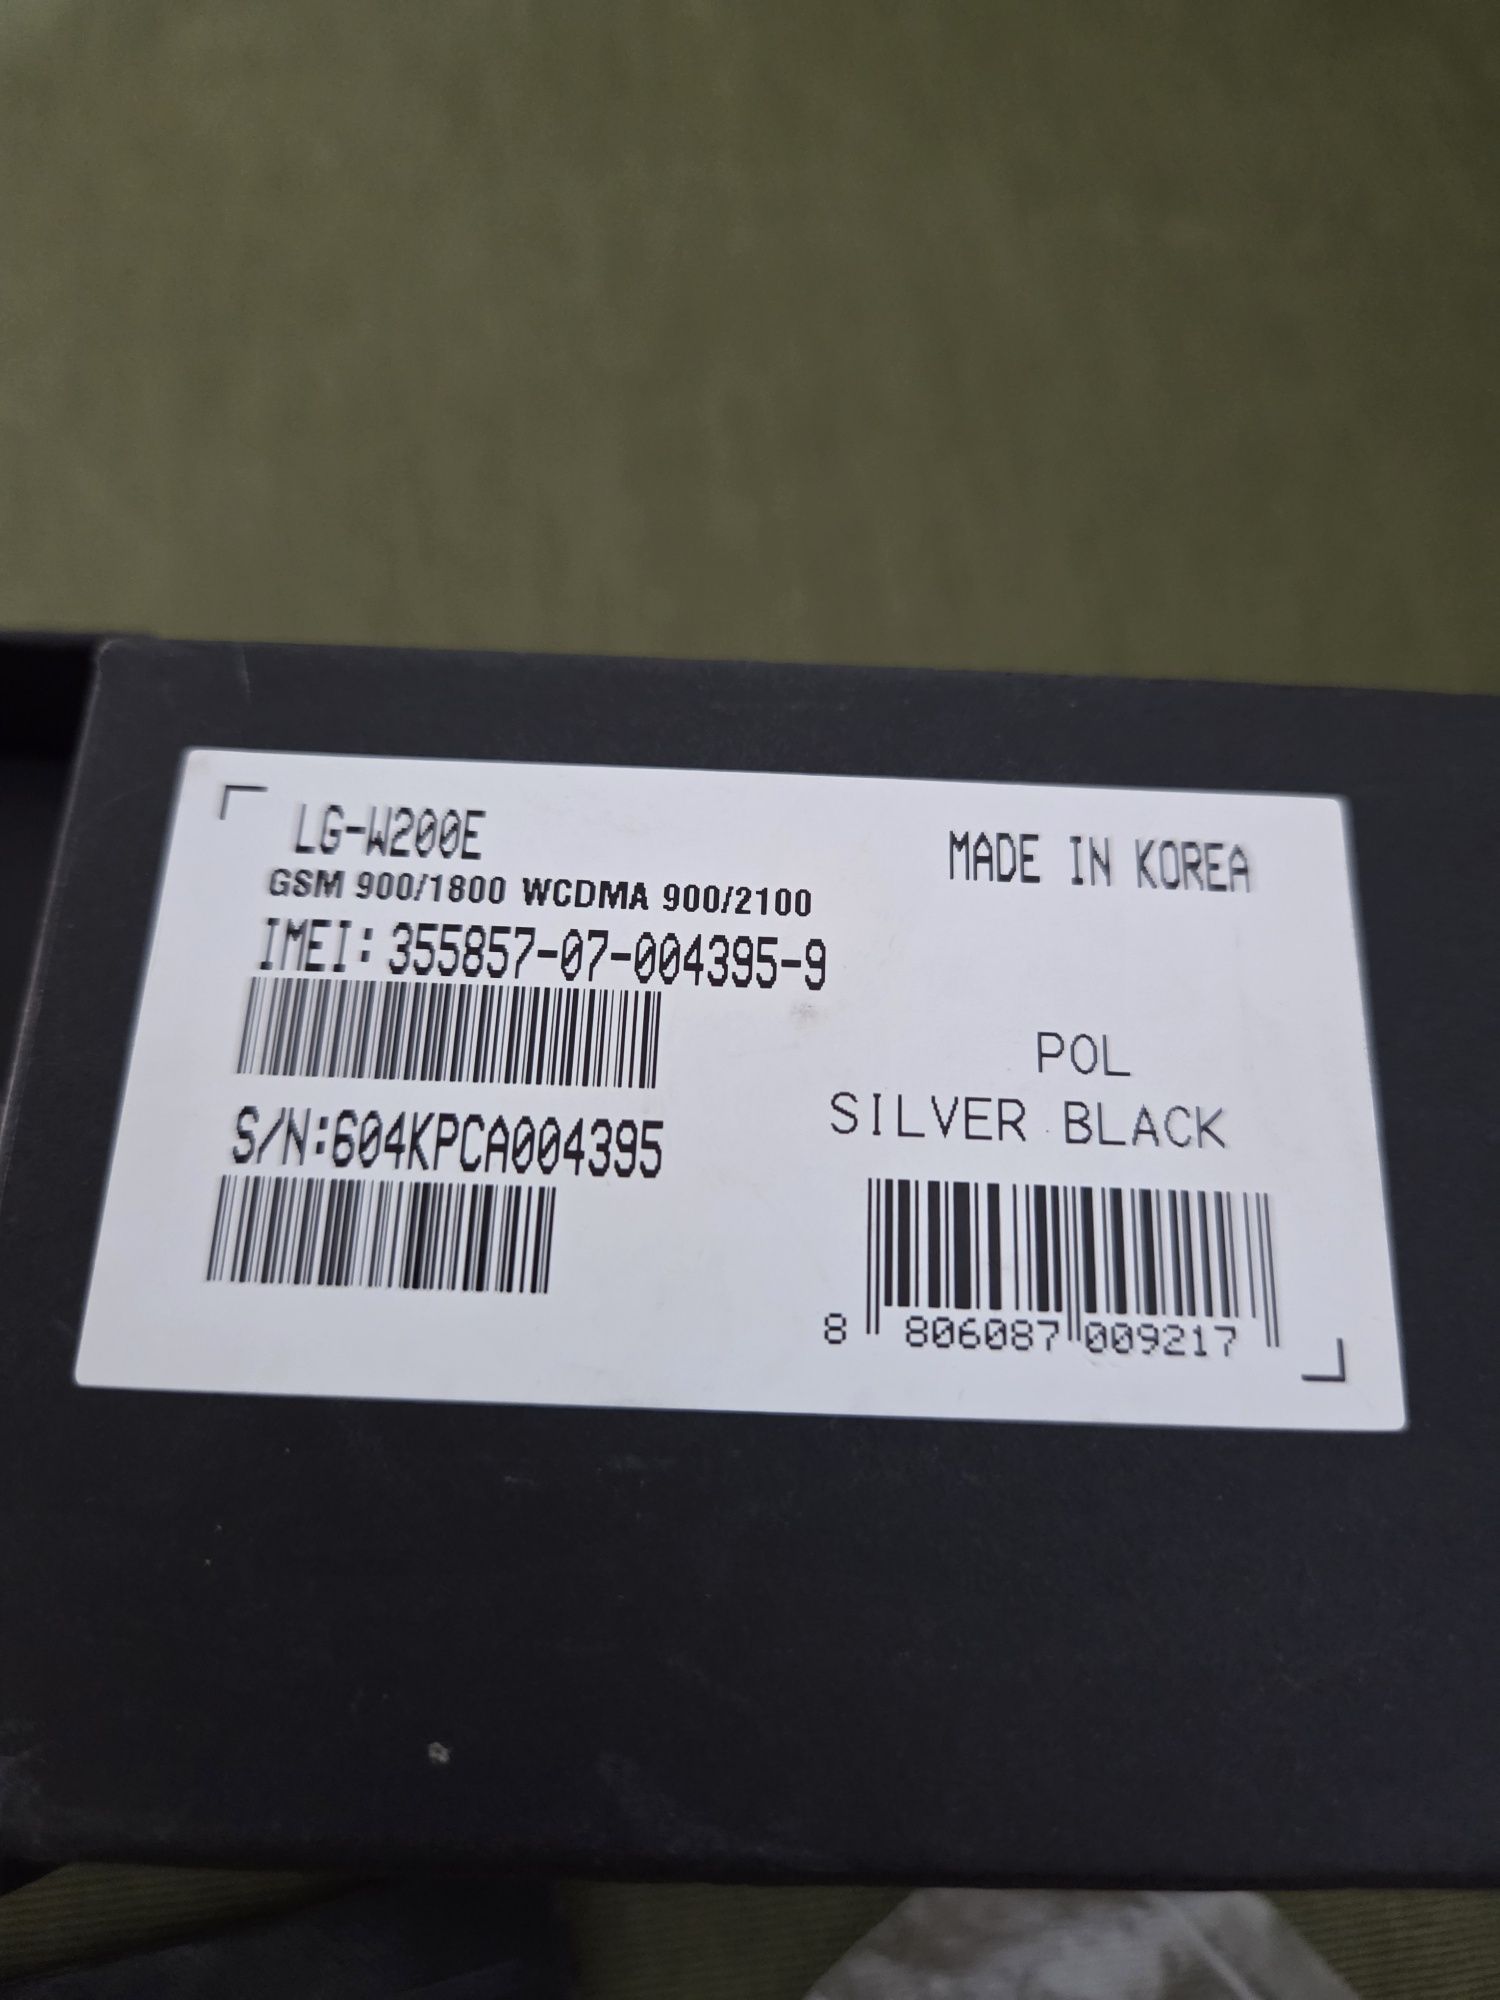 LG-W200E
MADE IN KOREA
GSM 900/1800 WCDMA 900/2100
IMEI: 355857-07-004395-9
POL
SILVER BLACK
S/N:604KPCA004395
8 806087 009217